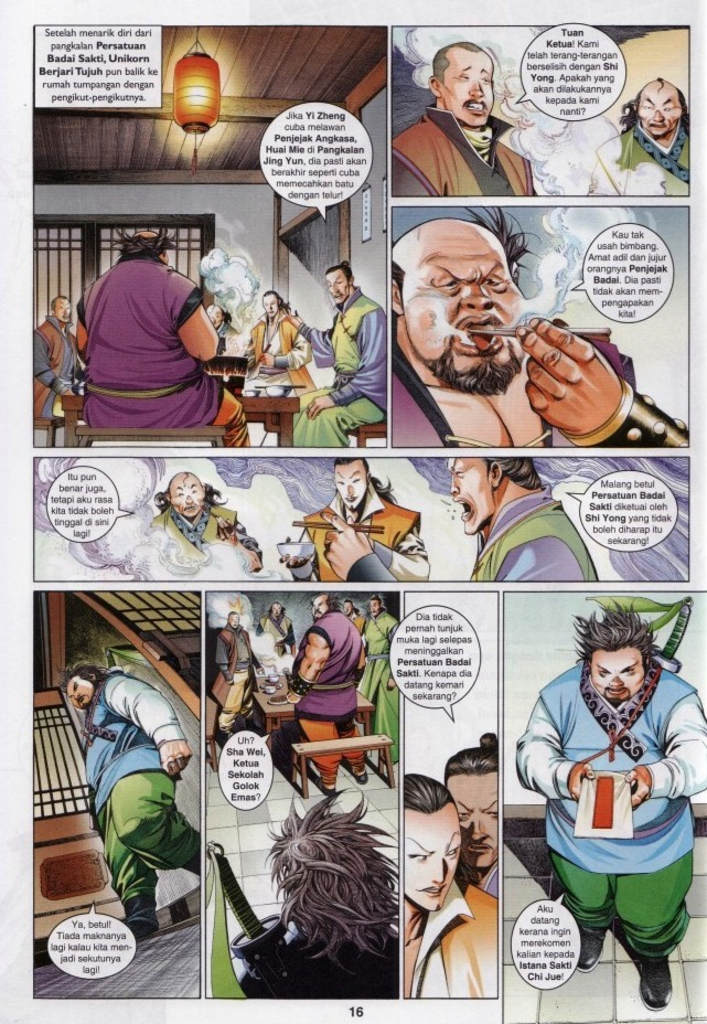 Setelah menarik diri dari
pangkalan Persatuan
Badai Sakti, Unikorn
Berjari Tujuh pun balik ke
rumah tumpangan dengan
pengikut-pengikutnya.
Jika Yi Zheng
cuba melawan
Penjejak Angkasa,
Huai Mie di Pangkalan
Jing Yun, dia pasti akan
berakhir seperti cuba
memecahkan batu
dengan telur!
Tuan
Ketua! Kami
telah terang-terang
berselisih dengan Shi
Yong. Apakah yang
akan dilakukannya
kepada kami
nanti?
Kau tak
usah bimbang.
Amat adil dan jujur
orangnya Penjejak
Badai. Dia pasti
tidak akan mem-
pengapakan
kita!
Itu pun
benar juga,
tetapi aku rasa
kita tidak boleh
tinggal di sini
lagi!
Malang betul
Persatuan Badai
Sakti diketuai oleh
Shi Yong yang tidak
boleh diharap itu
sekarang!
Ya, betul!
Tiada maknanya
lagi kalau kita men-
jadi sekutunya
lagi!
Uh?
Sha Wei,
Ketua
Sekolah
Golok
Emas?
Dia tidak
pernah tunjuk
muka lagi selepas
meninggalkan
Persatuan Badai
Sakti. Kenapa dia
datang kemari
sekarang?
Aku
datang
kerana ingin
merekomen
kalian kepada
Istana Sakti
Chi Jue!
16